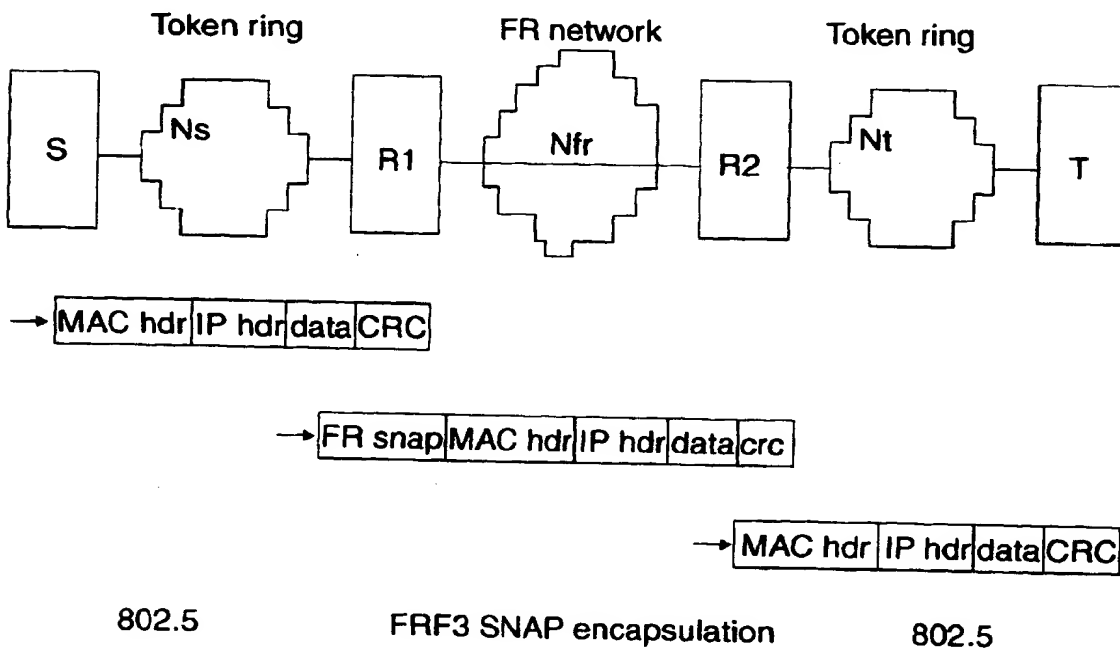 Token ring FR network Token ring
S Ns R1 Nfr R2 Nt T
MAC hdr IP hdr data CRC
FR snap MAC hdr IP hdr data crc
MAC hdr IP hdr data CRC
802.5 FRF3 SNAP encapsulation 802.5